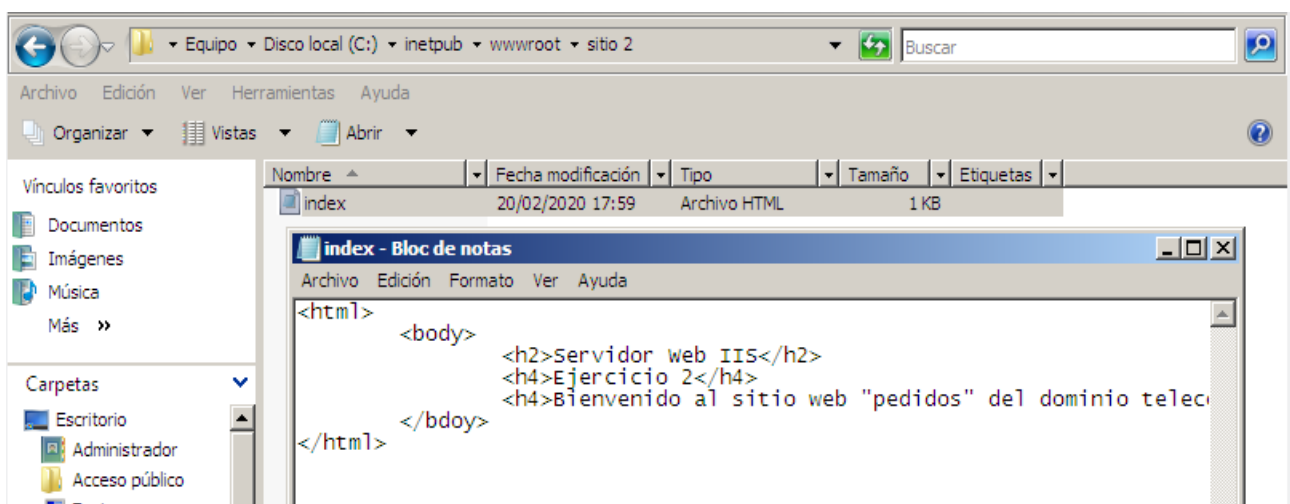 Equipo Disco local (C:) inetpub wwwroot sitio 2 Buscar
Archivo Edición Ver Herramientas Ayuda
Organizar Vistas Abrir
Vínculos favoritos
Documentos
Imágenes
Música
Más »
Carpetas
Escritorio
Administrador
Acceso público
Nombre Fecha modificación Tipo Tamaño Etiquetas
index 20/02/2020 17:59 Archivo HTML 1 KB
index - Bloc de notas
Archivo Edición Formato Ver Ayuda
<html>
<body>
<h2>Servidor Web IIS</h2>
<h4>Ejercicio 2</h4>
<h4>Bienvenido al sitio web "pedidos" del dominio telec
</bdoy>
</html>